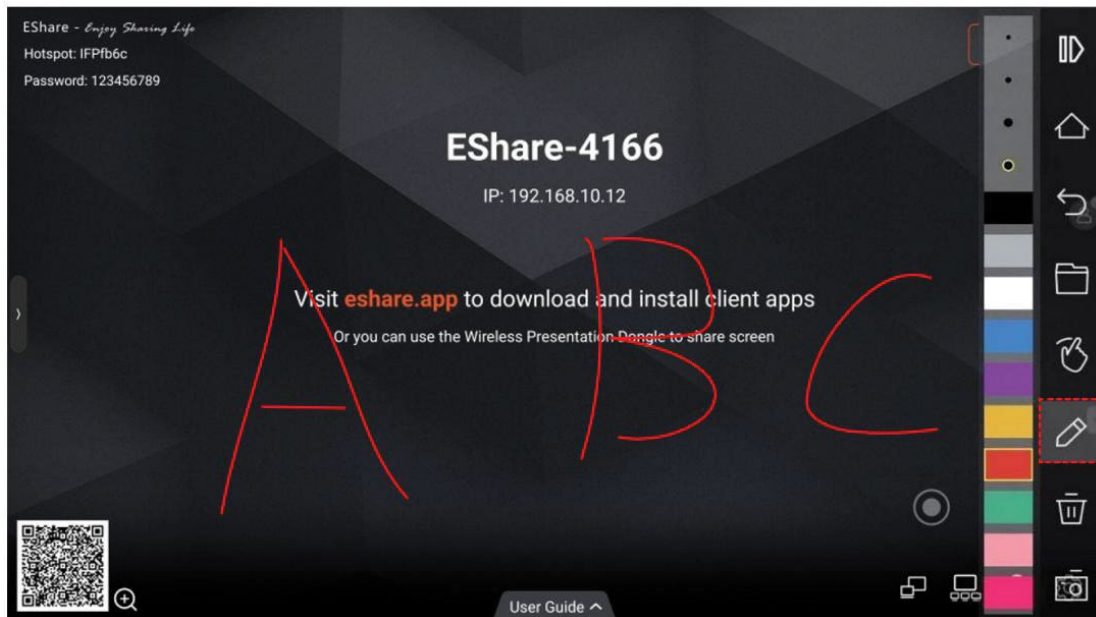 EShare - Enjoy Sharing Life
Hotspot: IFPfb6c
Password: 123456789
EShare-4166
IP: 192.168.10.12
A B C
Visit eshare.app to download and install client apps
Or you can use the Wireless Presentation Dongle to share screen
User Guide